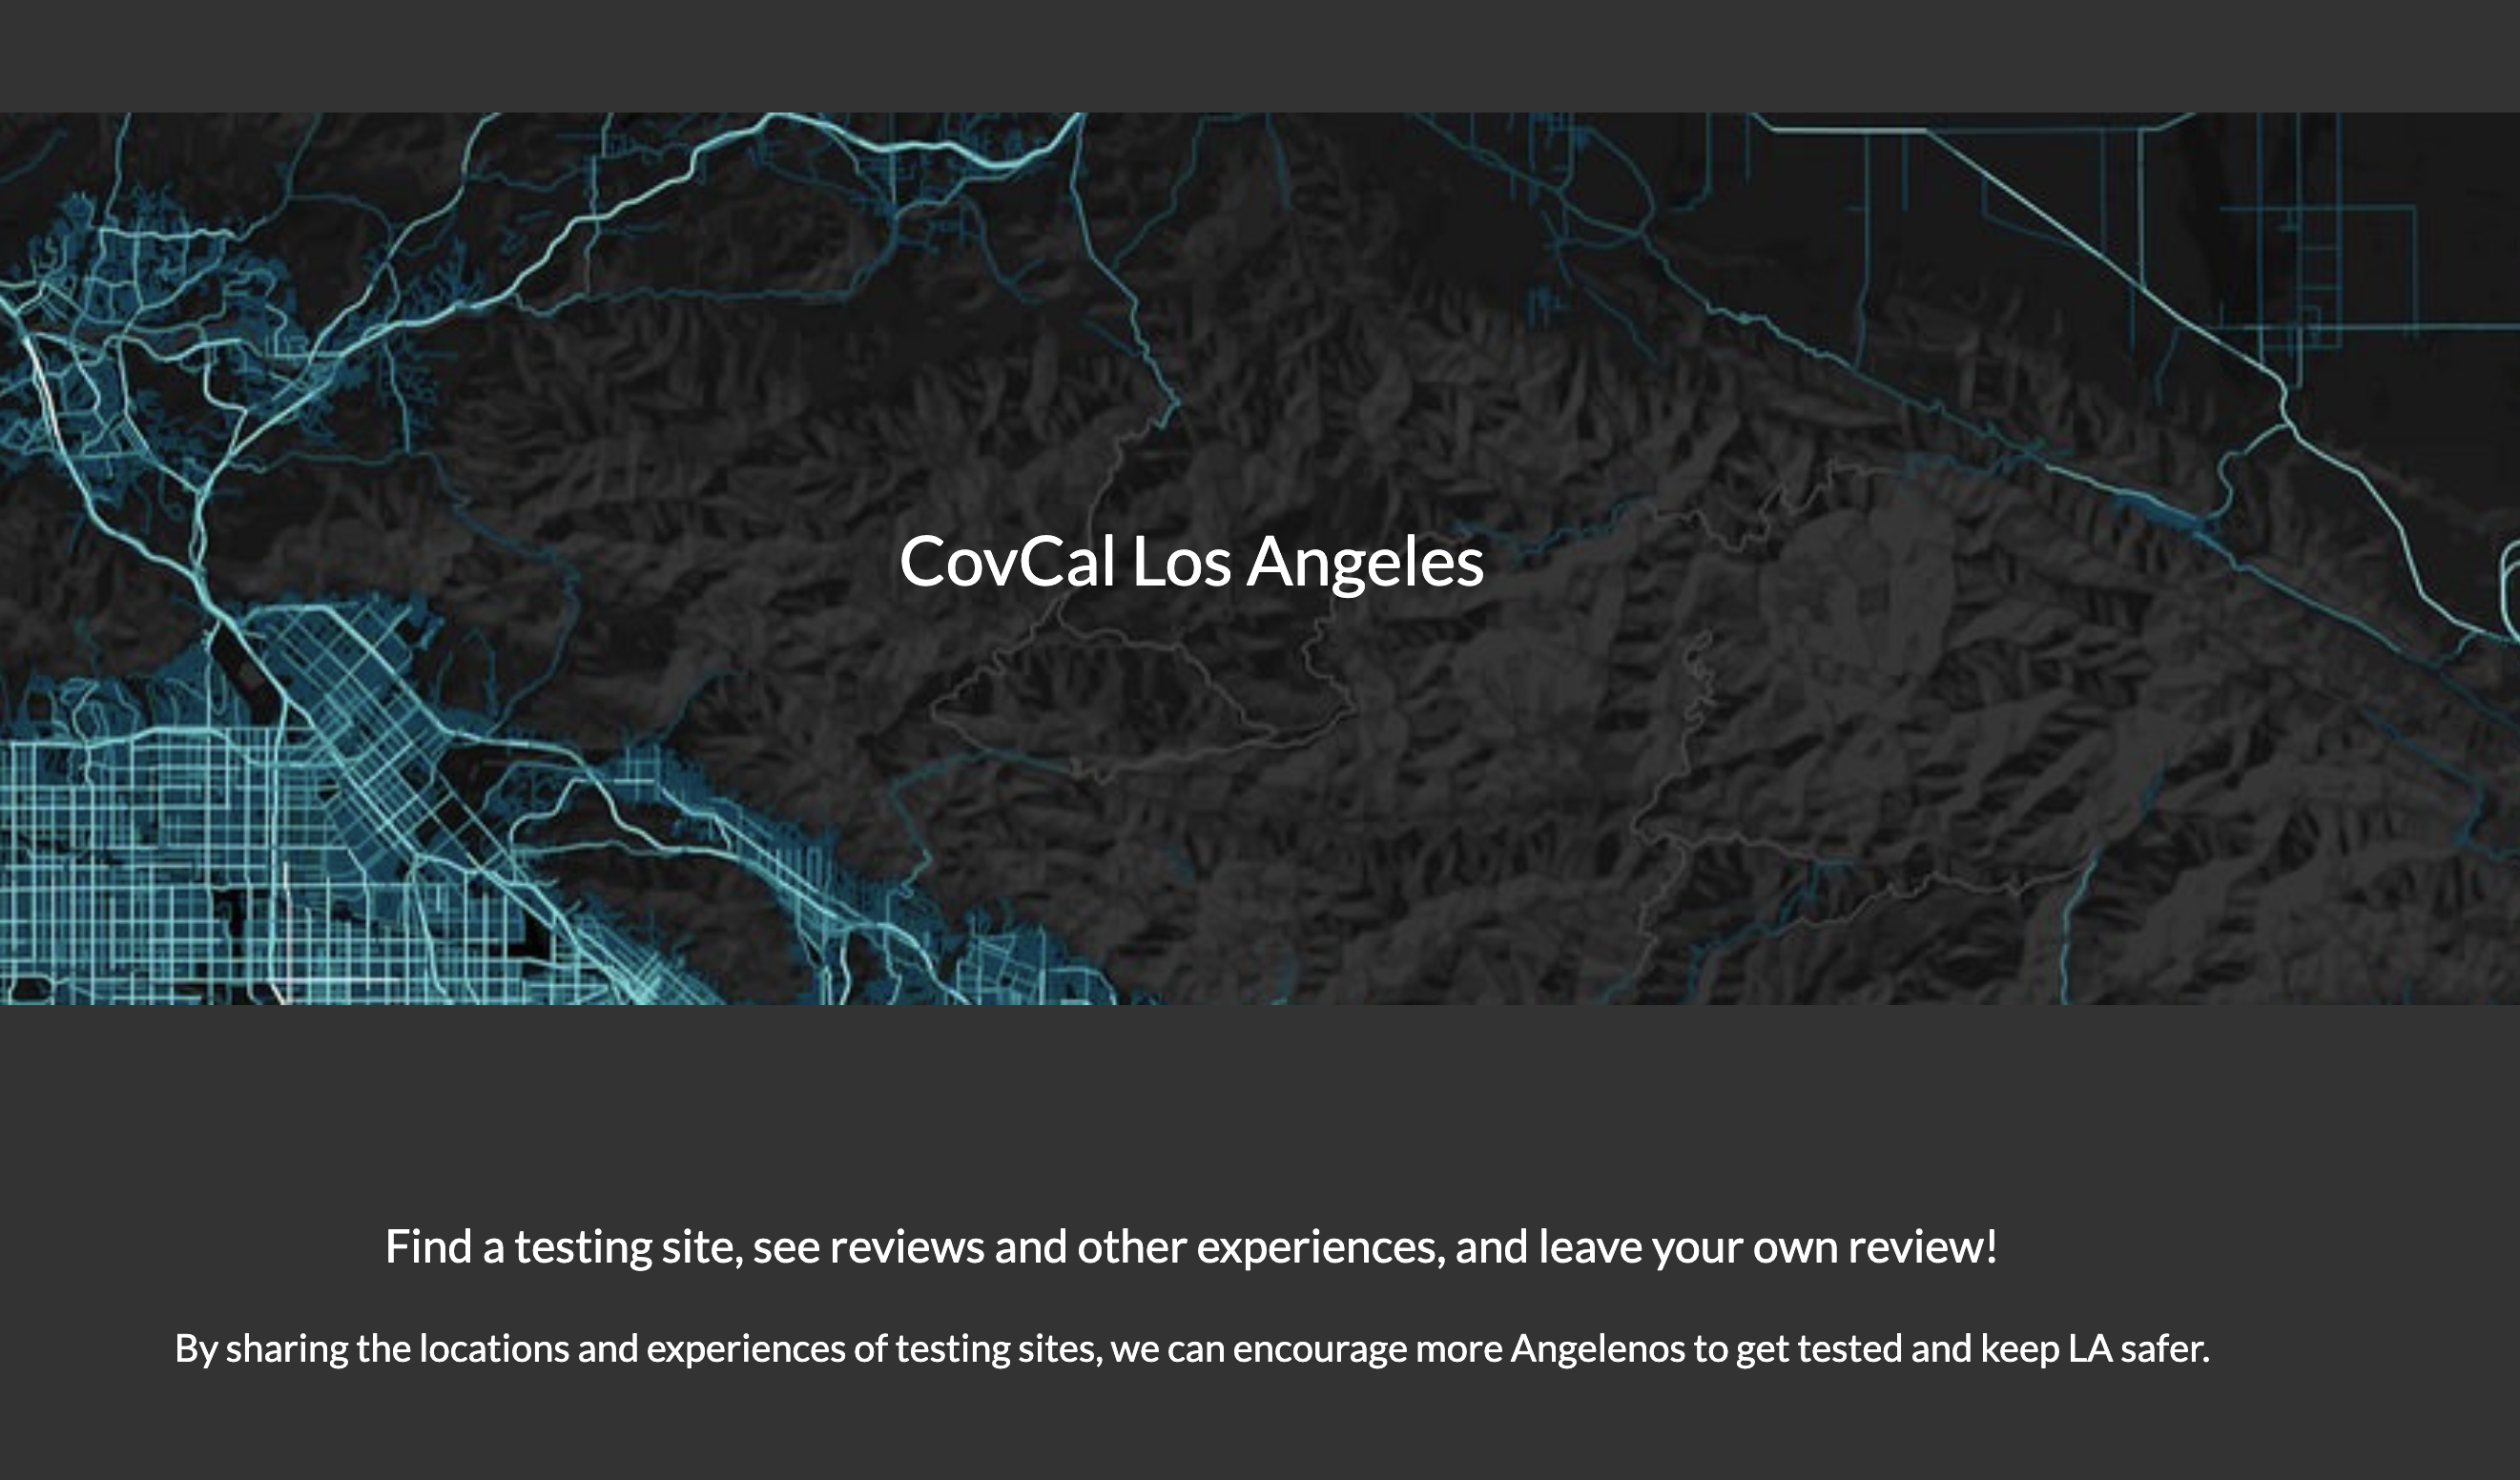 CovCal Los Angeles
Find a testing site, see reviews and other experiences, and leave your own review!
By sharing the locations and experiences of testing sites, we can encourage more Angelenos to get tested and keep LA safer.